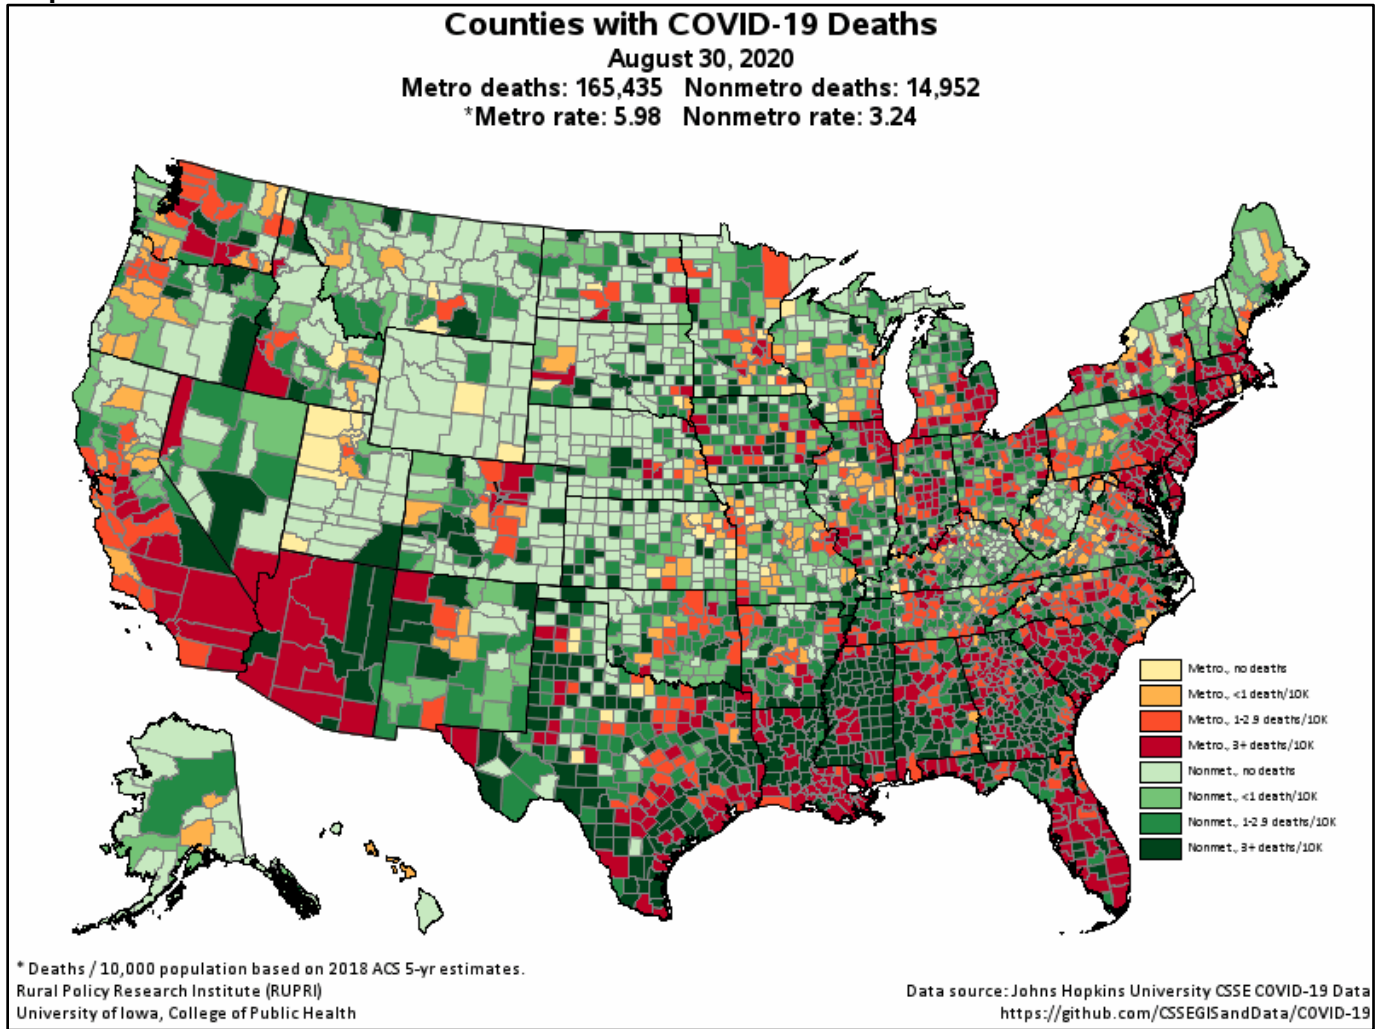 Counties with COVID-19 Deaths
August 30, 2020
Metro deaths: 165,435 Nonmetro deaths: 14,952
*Metro rate: 5.98 Nonmetro rate: 3.24
Metro., no deaths
Metro., <1 death/10K
Metro., 1-2.9 deaths/10K
Metro., 3+ deaths/10K
Nonmet., no deaths
Nonmet., <1 death/10K
Nonmet., 1-2.9 deaths/10K
Nonmet., 3+ deaths/10K
* Deaths / 10,000 population based on 2018 ACS 5-yr estimates.
Rural Policy Research Institute (RUPRI)
University of Iowa, College of Public Health
Data source: Johns Hopkins University CSSE COVID-19 Data
https://github.com/CSSEGISandData/COVID-19